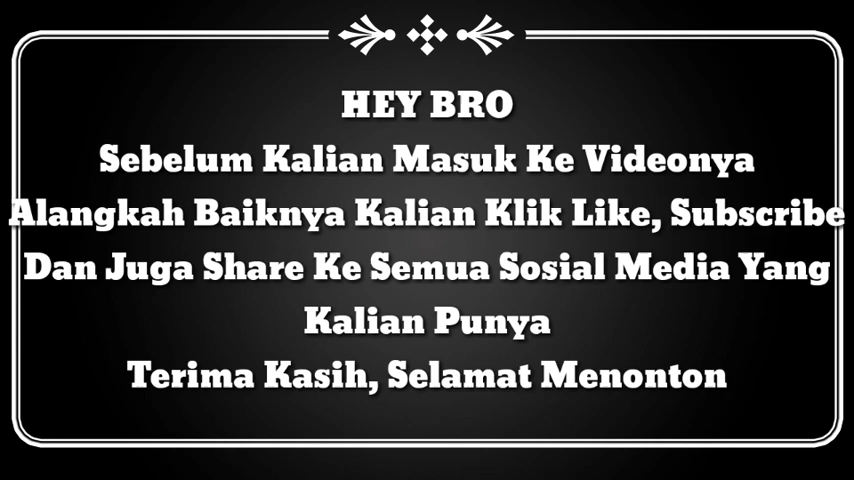 HEY BRO
Sebelum Kalian Masuk Ke Videonya
Alangkah Baiknya Kalian Klik Like, Subscribe
Dan Juga Share Ke Semua Sosial Media Yang
Kalian Punya
Terima Kasih, Selamat Menonton